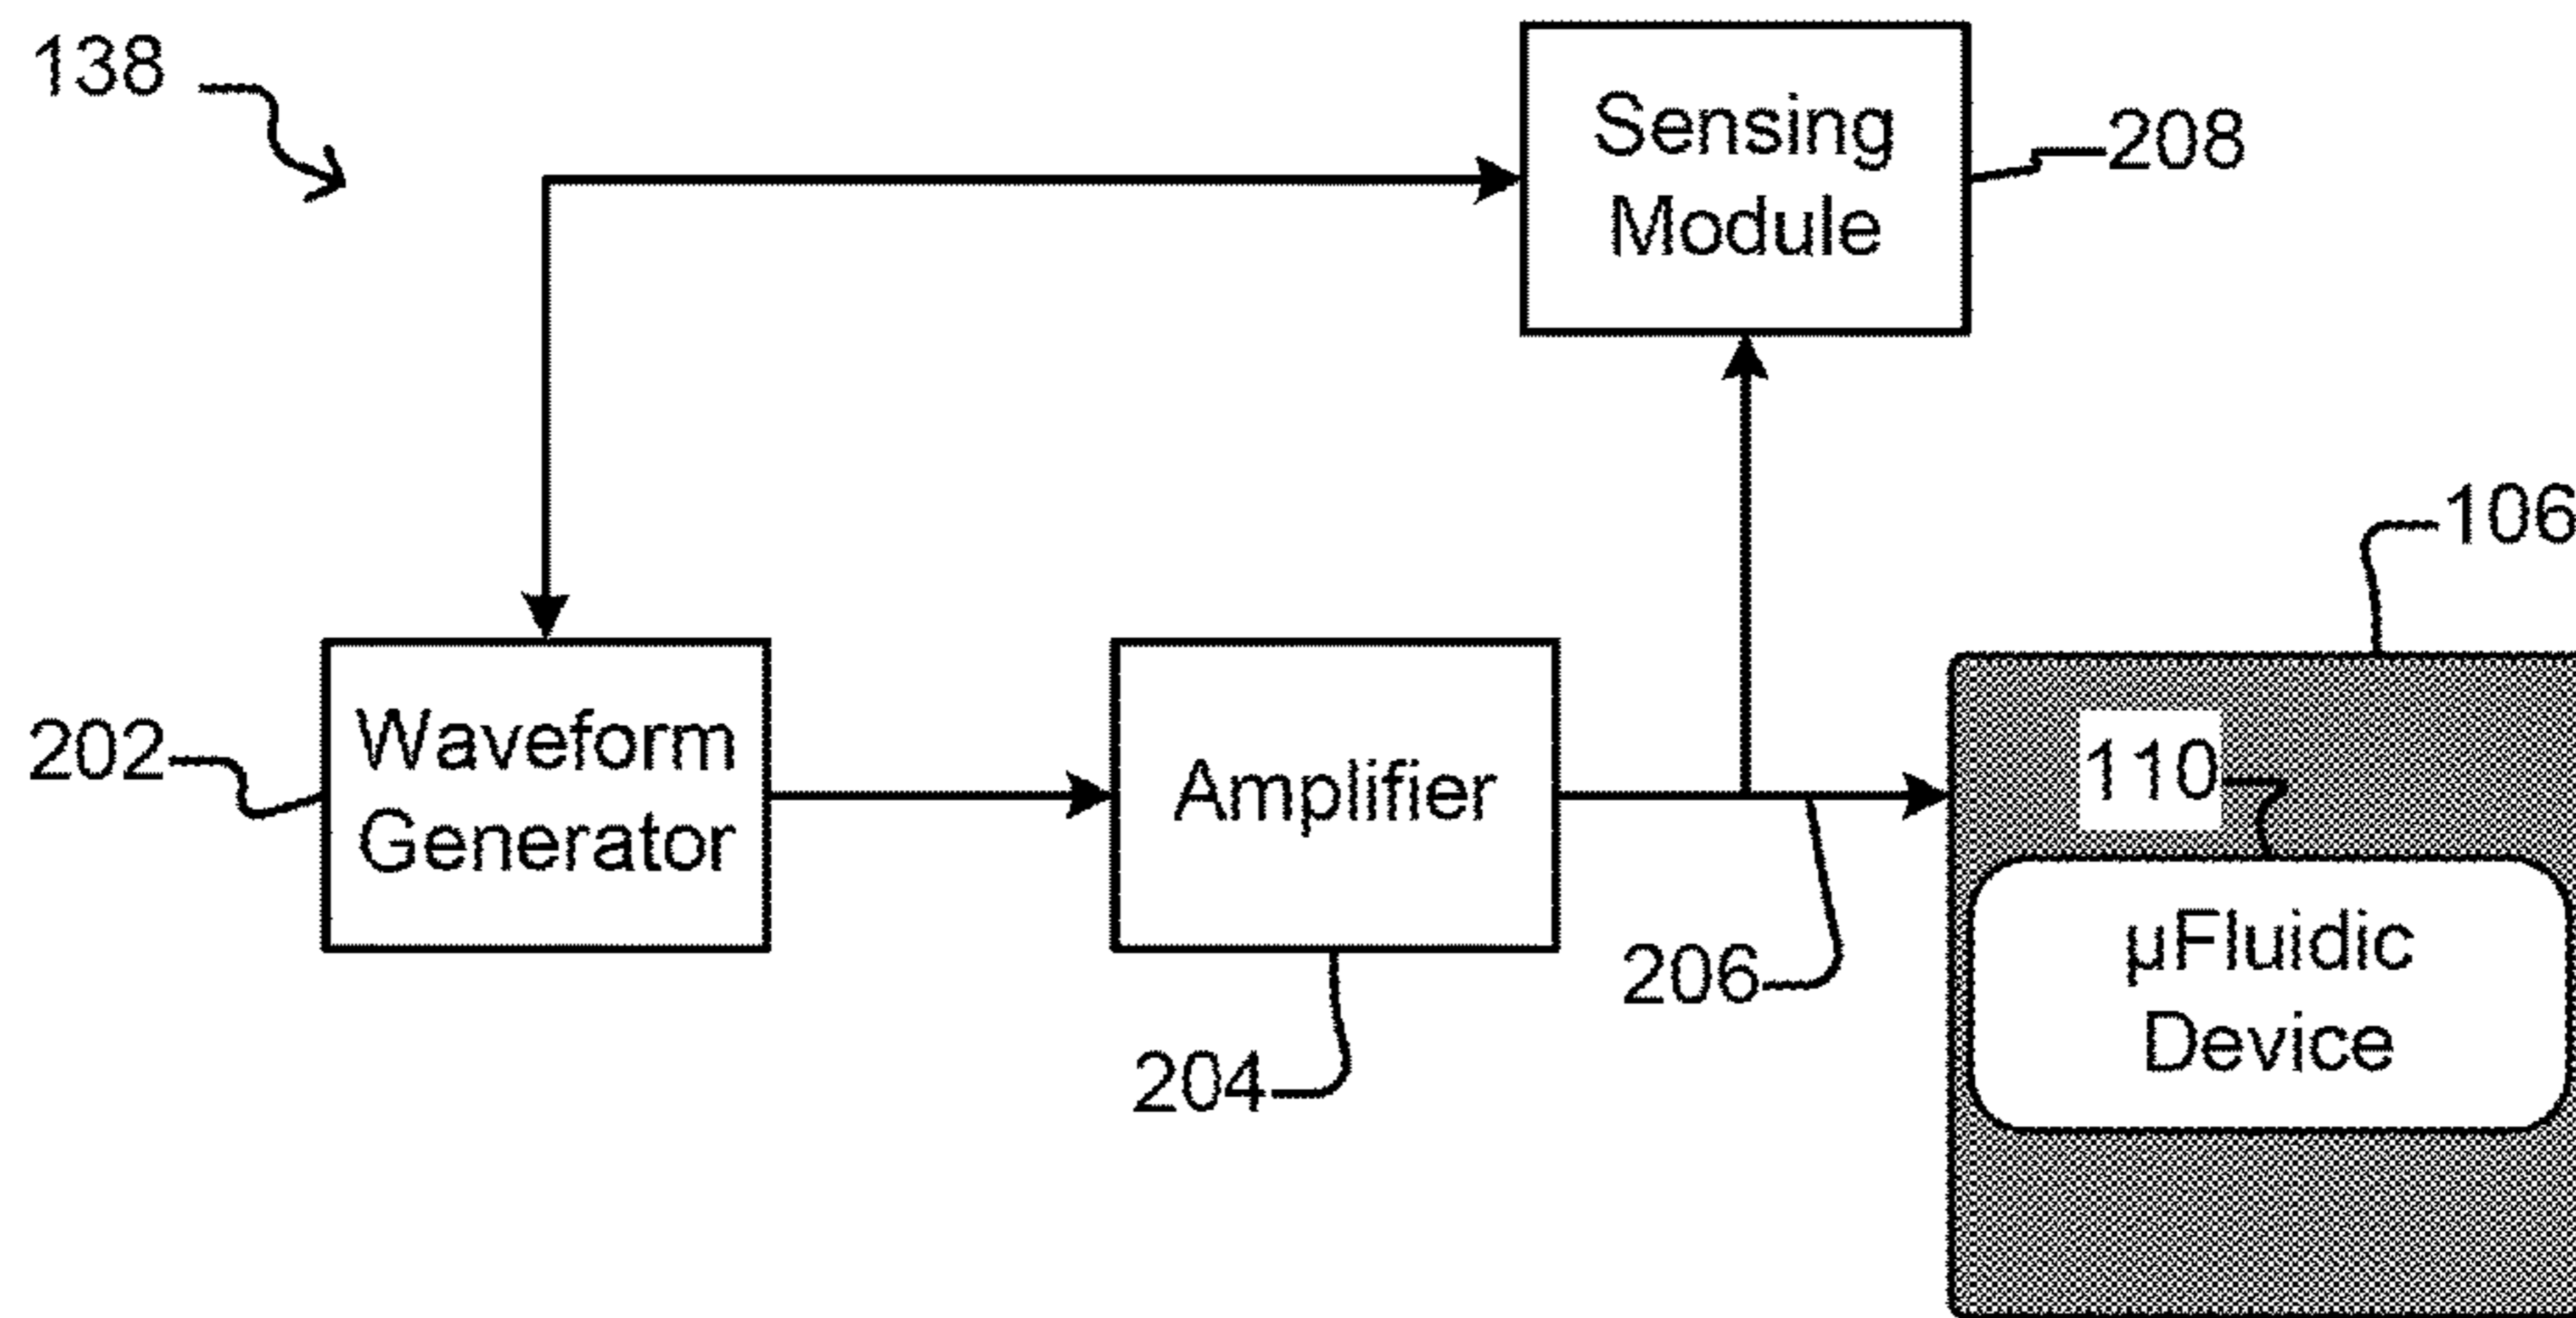 138
Sensing
Module
208
106
202
Waveform
Generator
Amplifier
110
206
µFluidic
Device
204